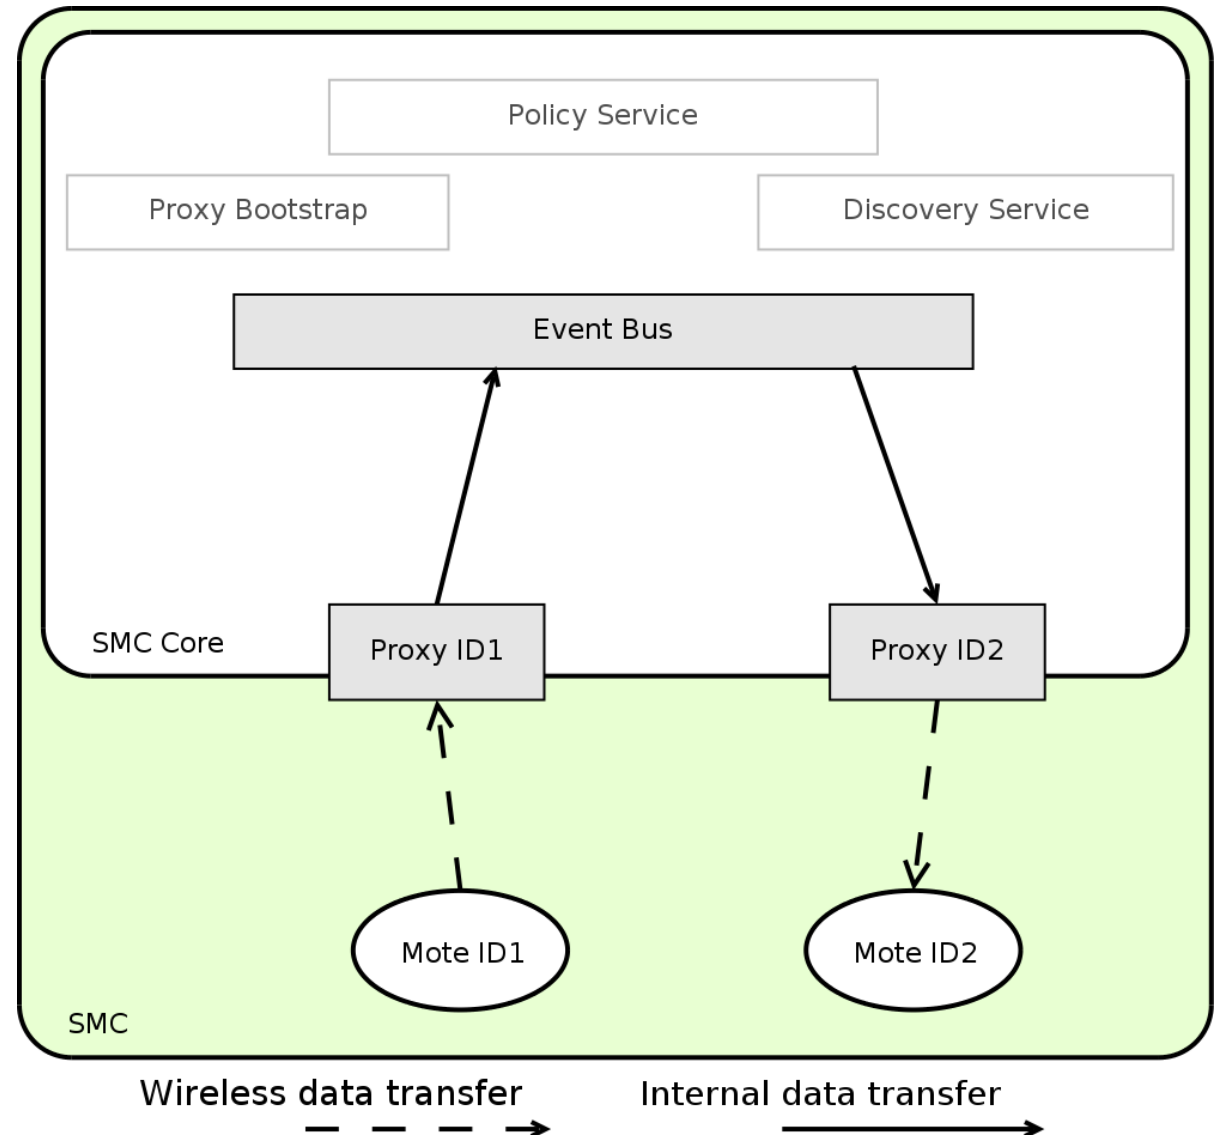 Policy Service
Proxy Bootstrap
Discovery Service
Event Bus
SMC Core
Proxy ID1
Proxy ID2
Mote ID1
Mote ID2
SMC
Wireless data transfer
Internal data transfer